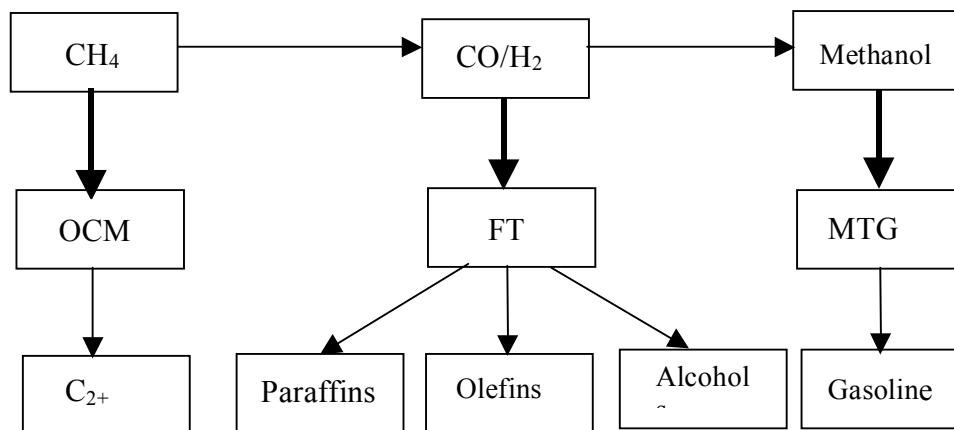 CH₄
CO/H₂
Methanol
OCM
FT
MTG
C₂₊
Paraffins
Olefins
Alcohol
s
Gasoline